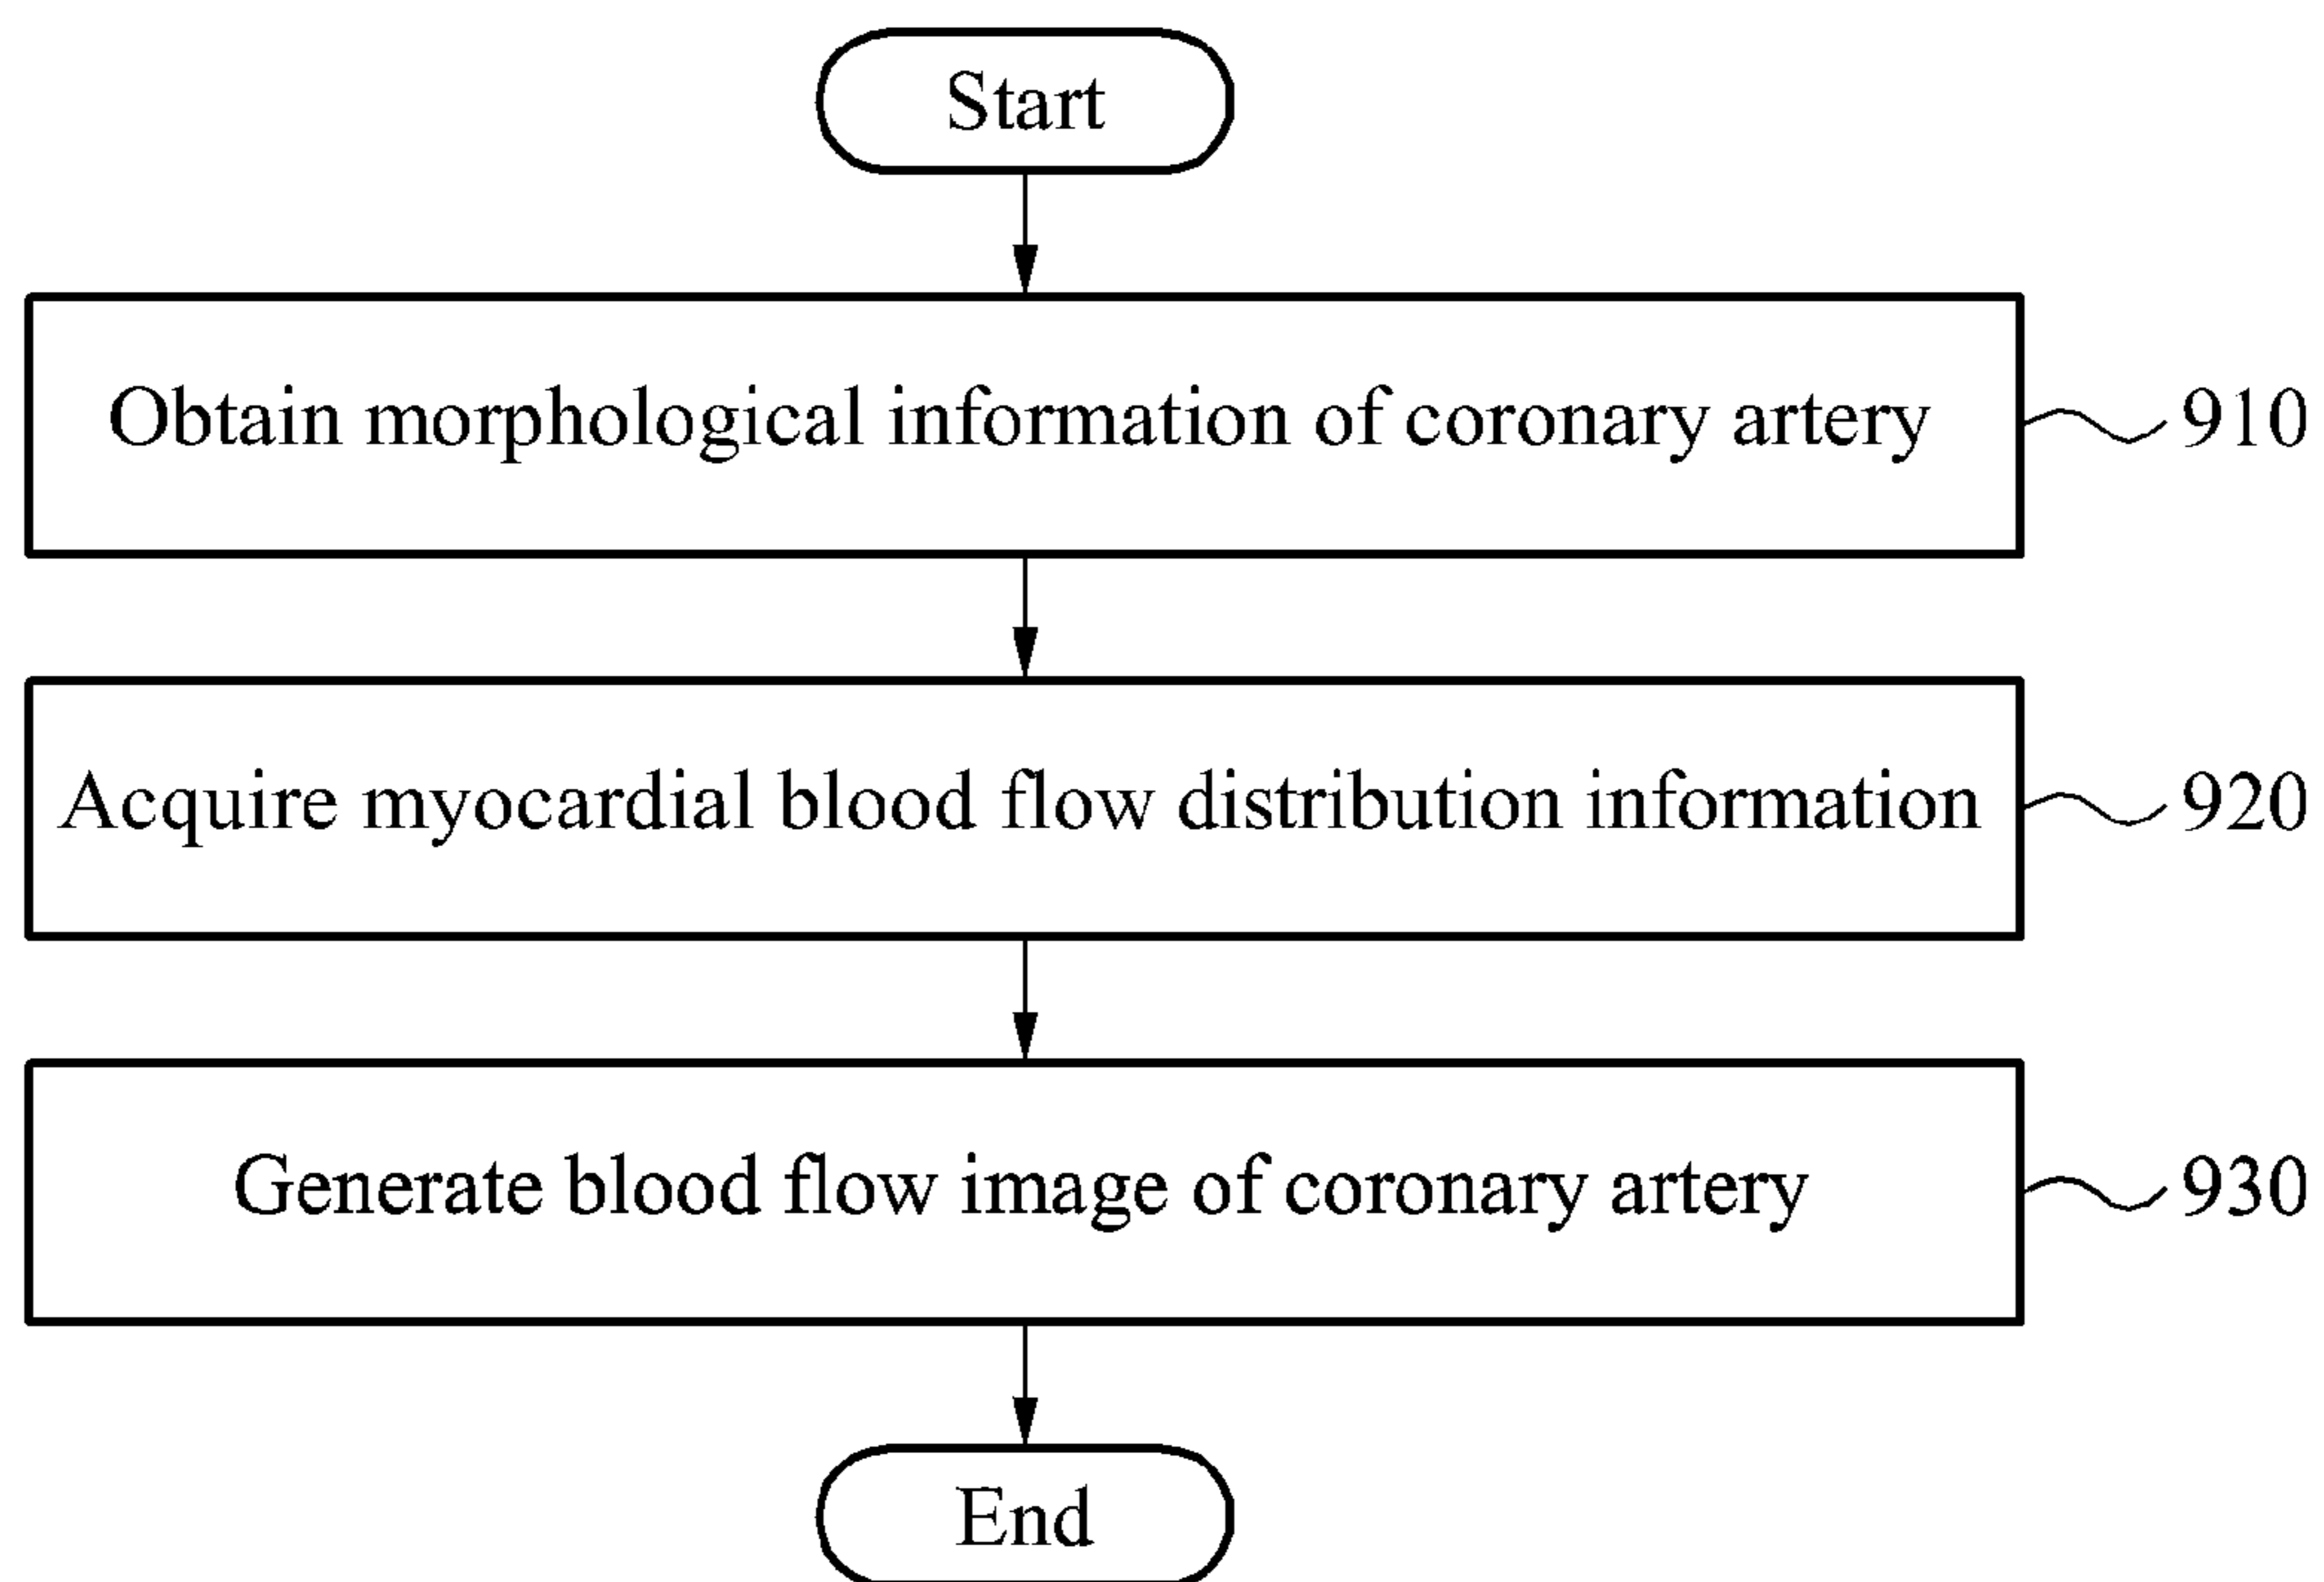 Start
Obtain morphological information of coronary artery
910
Acquire myocardial blood flow distribution information
920
Generate blood flow image of coronary artery
930
End